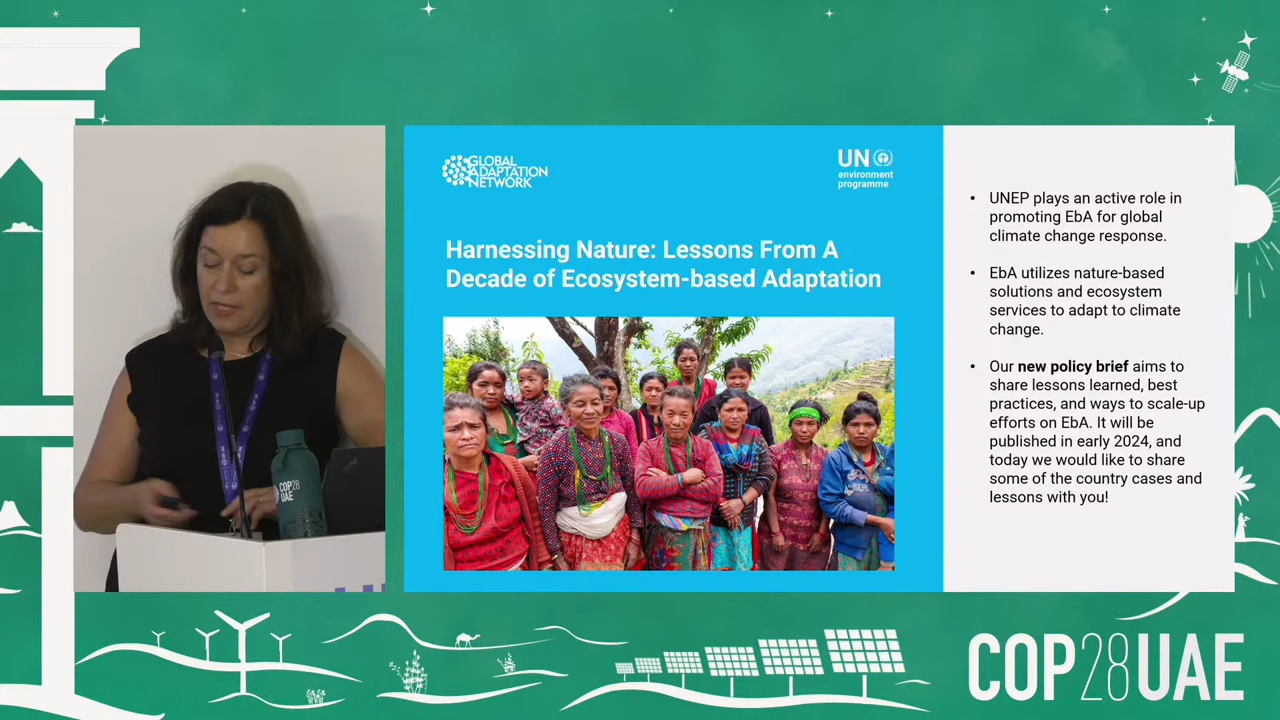 GLOBAL
ADAPTATION
NETWORK
UN
environment
programme
Harnessing Nature: Lessons From A
Decade of Ecosystem-based Adaptation
• UNEP plays an active role in
promoting EbA for global
climate change response.
• EbA utilizes nature-based
solutions and ecosystem
services to adapt to climate
change.
• Our new policy brief aims to
share lessons learned, best
practices, and ways to scale-up
efforts on EbA. It will be
published in early 2024, and
today we would like to share
some of the country cases and
lessons with you!
COP28
UAE
COP28UAE